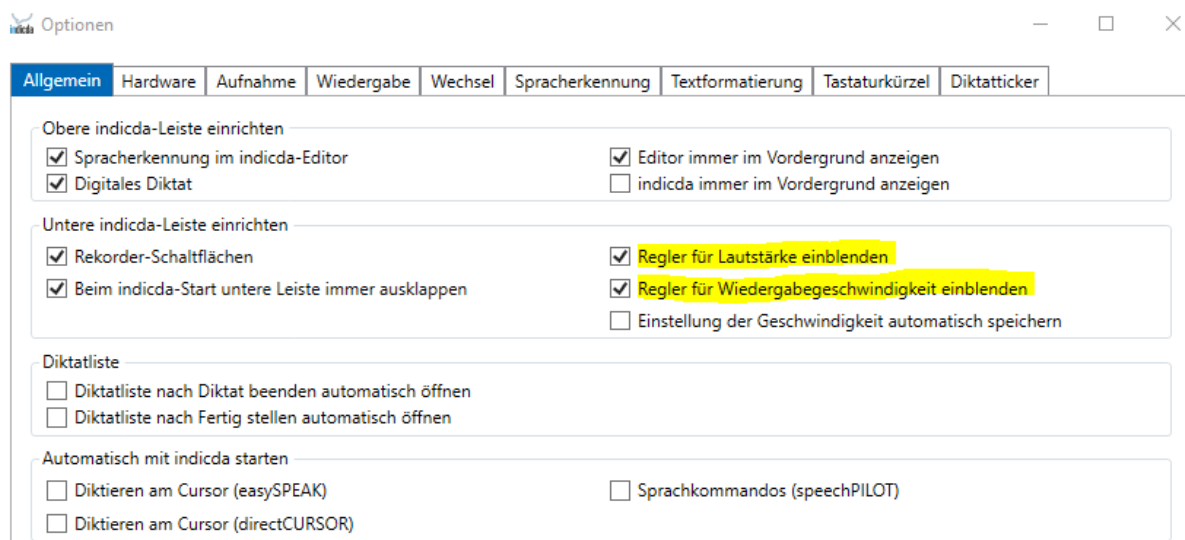 indicda Optionen
Allgemein Hardware Aufnahme Wiedergabe Wechsel Spracherkennung Textformatierung Tastaturkürzel Diktatticker
Obere indicda-Leiste einrichten
Spracherkennung im indicda-Editor Editor immer im Vordergrund anzeigen
Digitales Diktat indicda immer im Vordergrund anzeigen
Untere indicda-Leiste einrichten
Rekorder-Schaltflächen Regler für Lautstärke einblenden
Beim indicda-Start untere Leiste immer ausklappen Regler für Wiedergabegeschwindigkeit einblenden
Einstellung der Geschwindigkeit automatisch speichern
Diktatliste
Diktatliste nach Diktat beenden automatisch öffnen
Diktatliste nach Fertig stellen automatisch öffnen
Automatisch mit indicda starten
Diktieren am Cursor (easySPEAK) Sprachkommandos (speechPILOT)
Diktieren am Cursor (directCURSOR)